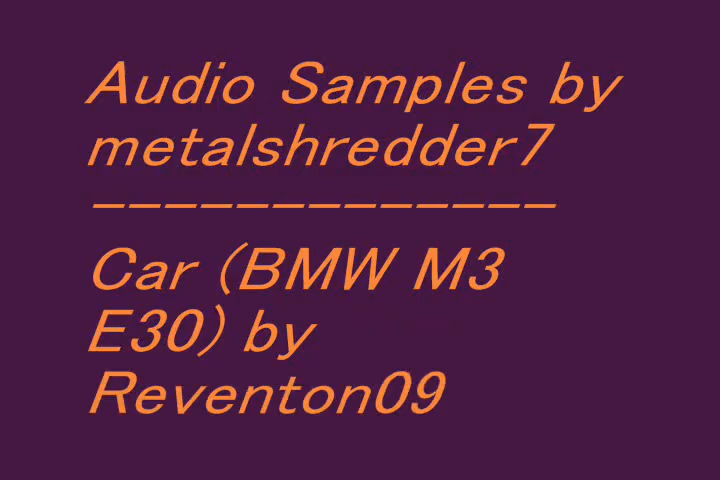 Audio Samples by
metalshredder7
-------------
Car (BMW M3
E30) by
Reventon09